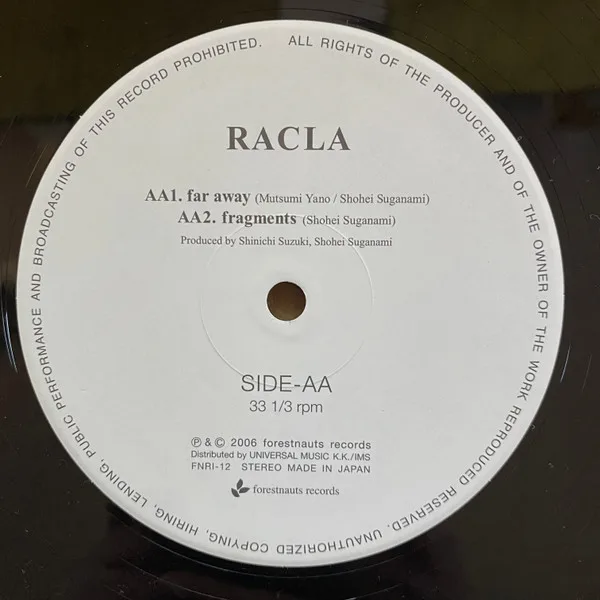 ALL RIGHTS OF THE PRODUCER AND OF THE OWNER OF THE WORK REPRODUCED RESERVED. UNAUTHORIZED COPYING, HIRING, LENDING, PUBLIC PERFORMANCE AND BROADCASTING OF THIS RECORD PROHIBITED.
RACLA
AA1. far away (Mutsumi Yano / Shohei Suganami)
AA2. fragments (Shohei Suganami)
Produced by Shinichi Suzuki, Shohei Suganami
SIDE-AA
33 1/3 rpm
℗ & © 2006 forestnauts records
Distributed by UNIVERSAL MUSIC K.K./IMS
FNRI-12 STEREO MADE IN JAPAN
forestnauts records